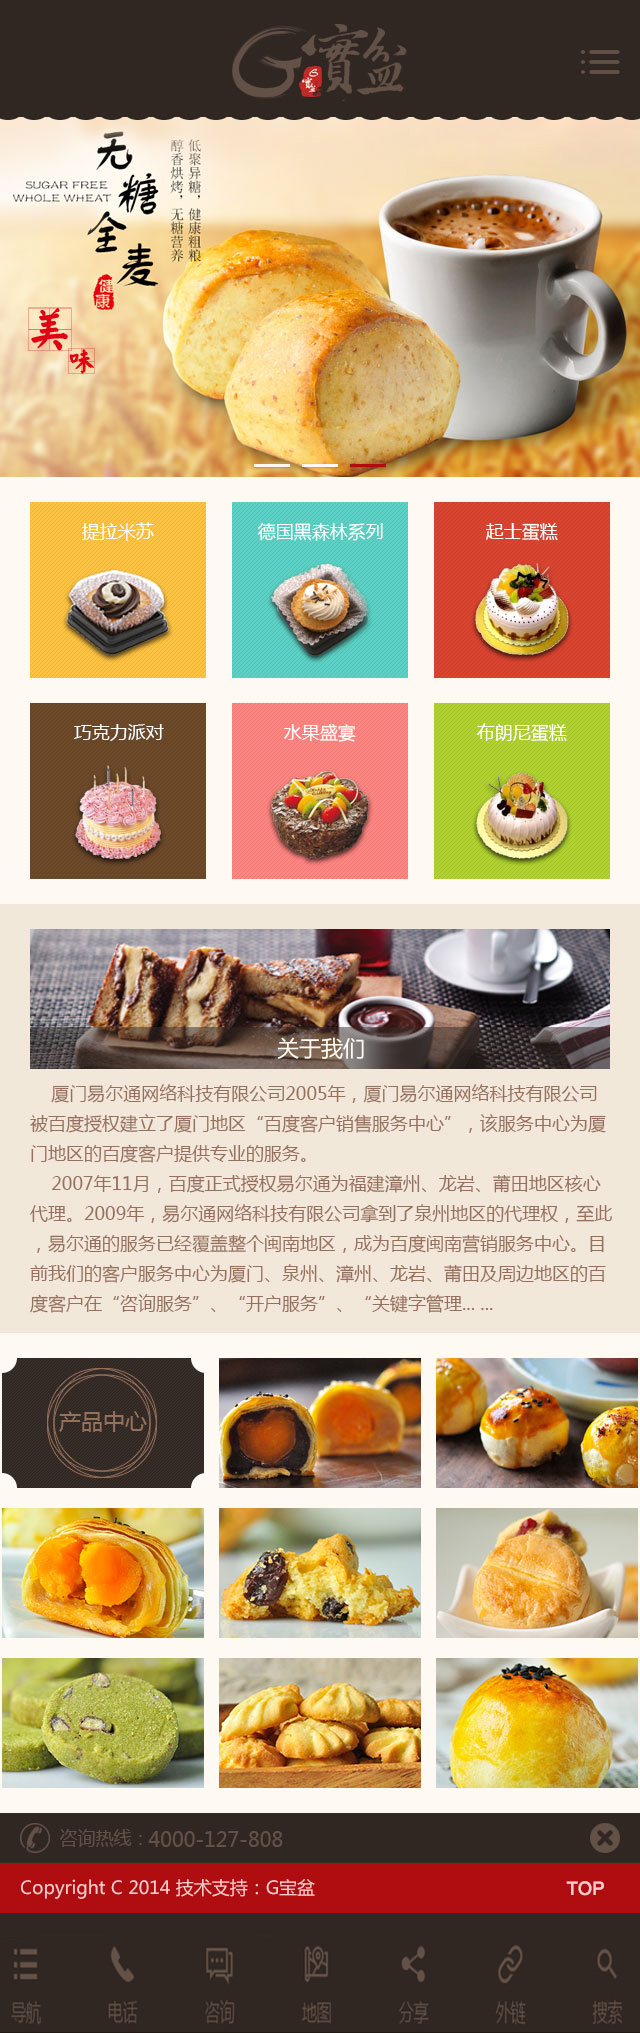 G寶盆
G寶盆
无糖全麦
SUGAR FREE
WHOLE WHEAT
低聚异糖，健康粗粮
醇香烘烤，无糖营养
健康
美味
提拉米苏
德国黑森林系列
起士蛋糕
巧克力派对
水果盛宴
布朗尼蛋糕
关于我们
厦门易尔通网络科技有限公司2005年，厦门易尔通网络科技有限公司
被百度授权建立了厦门地区“百度客户销售服务中心”，该服务中心为厦
门地区的百度客户提供专业的服务。
2007年11月，百度正式授权易尔通为福建漳州、龙岩、莆田地区核心
代理。2009年，易尔通网络科技有限公司拿到了泉州地区的代理权，至此
，易尔通的服务已经覆盖整个闽南地区，成为百度闽南营销服务中心。目
前我们的客户服务中心为厦门、泉州、漳州、龙岩、莆田及周边地区的百
度客户在“咨询服务”、“开户服务”、“关键字管理... ...
产品中心
咨询热线：4000-127-808
Copyright C 2014 技术支持：G宝盆
TOP
导航
电话
咨询
地图
分享
外链
搜索